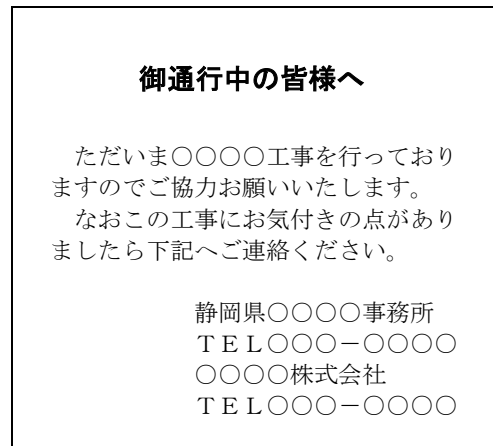 御通行中の皆様へ
　ただいま○○○○工事を行っており
ますのでご協力お願いいたします。
　なおこの工事にお気付きの点があり
ましたら下記へご連絡ください。
静岡県○○○○事務所
ＴＥＬ○○○－○○○○
○○○○株式会社
ＴＥＬ○○○－○○○○